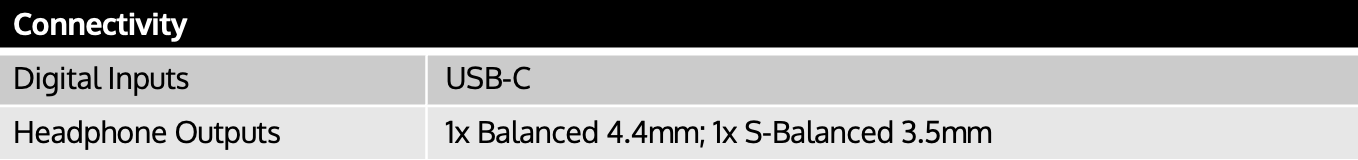 Connectivity
Digital Inputs USB-C
Headphone Outputs 1x Balanced 4.4mm; 1x S-Balanced 3.5mm